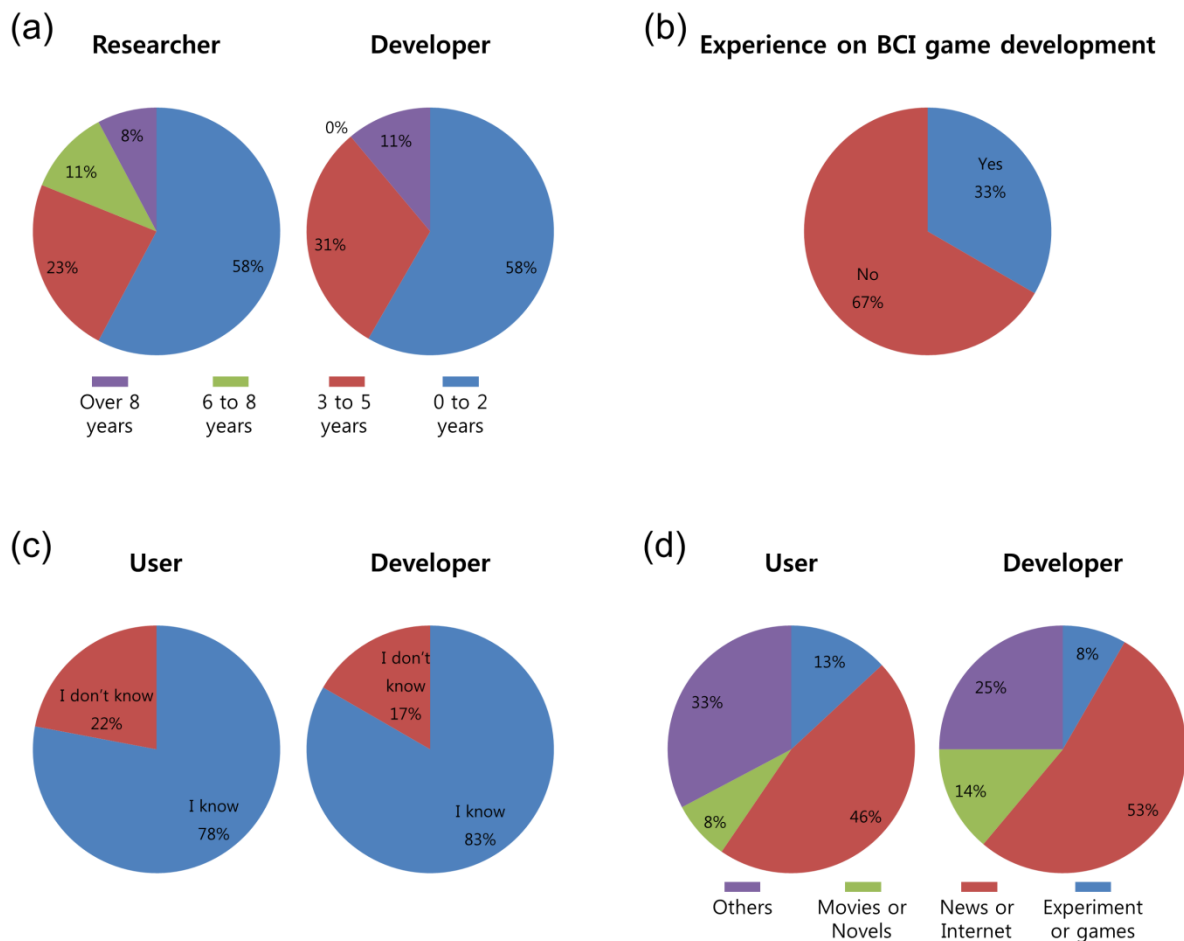 (a)
Researcher
Developer
8%
11%
23%
58%
0%
11%
31%
58%
Over 8
years
6 to 8
years
3 to 5
years
0 to 2
years
(b)
Experience on BCI game development
Yes
33%
No
67%
(c)
User
Developer
I don't know
22%
I know
78%
I don't
know
17%
I know
83%
(d)
User
Developer
13%
33%
8%
46%
8%
25%
14%
53%
Others
Movies or
Novels
News or
Internet
Experiment
or games